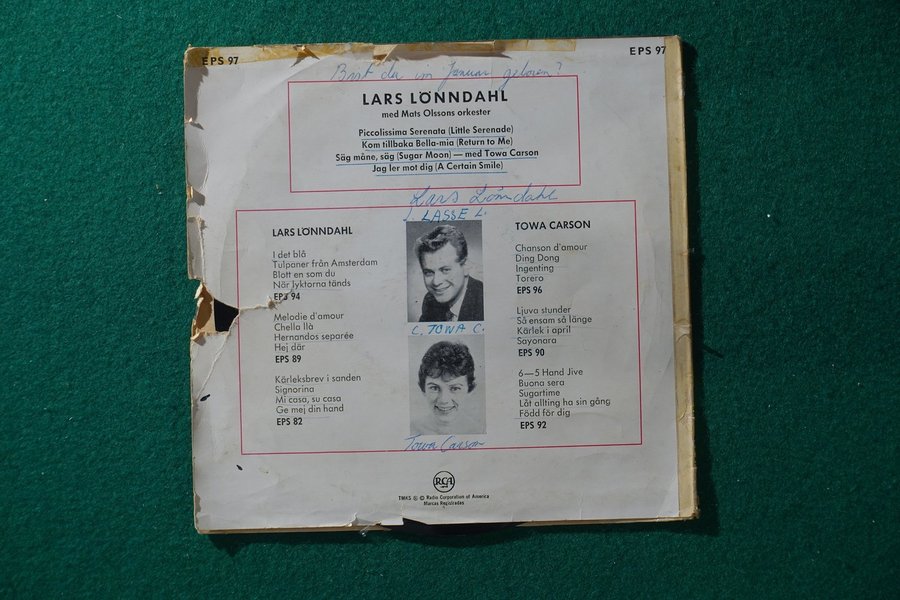 EPS 97
EPS 97
Bist du im Januar geboren?
LARS LÖNNDAHL
med Mats Olssons orkester
Piccolissima Serenata (Little Serenade)
Kom tillbaka Bella-mia (Return to Me)
Säg måne, säg (Sugar Moon) — med Towa Carson
Jag ler mot dig (A Certain Smile)
Lars Lönndahl
LASSE L.
LARS LÖNNDAHL
I det blå
Tulpaner från Amsterdam
Blott en som du
När lyktorna tänds
EPS 94
Melodie d'amour
Chella llà
Hernandos separée
Hej där
EPS 89
Kärleksbrev i sanden
Signorina
Mi casa, su casa
Ge mej din hand
EPS 82
TOWA C.
Towa Carson
TOWA CARSON
Chanson d'amour
Ding Dong
Ingenting
Torero
EPS 96
Ljuva stunder
Så ensam så länge
Kärlek i april
Sayonara
EPS 90
6—5 Hand Jive
Buona sera
Sugartime
Låt allting ha sin gång
Född för dig
EPS 92
RCA
TMKS ® © Radio Corporation of America
Marcas Registradas